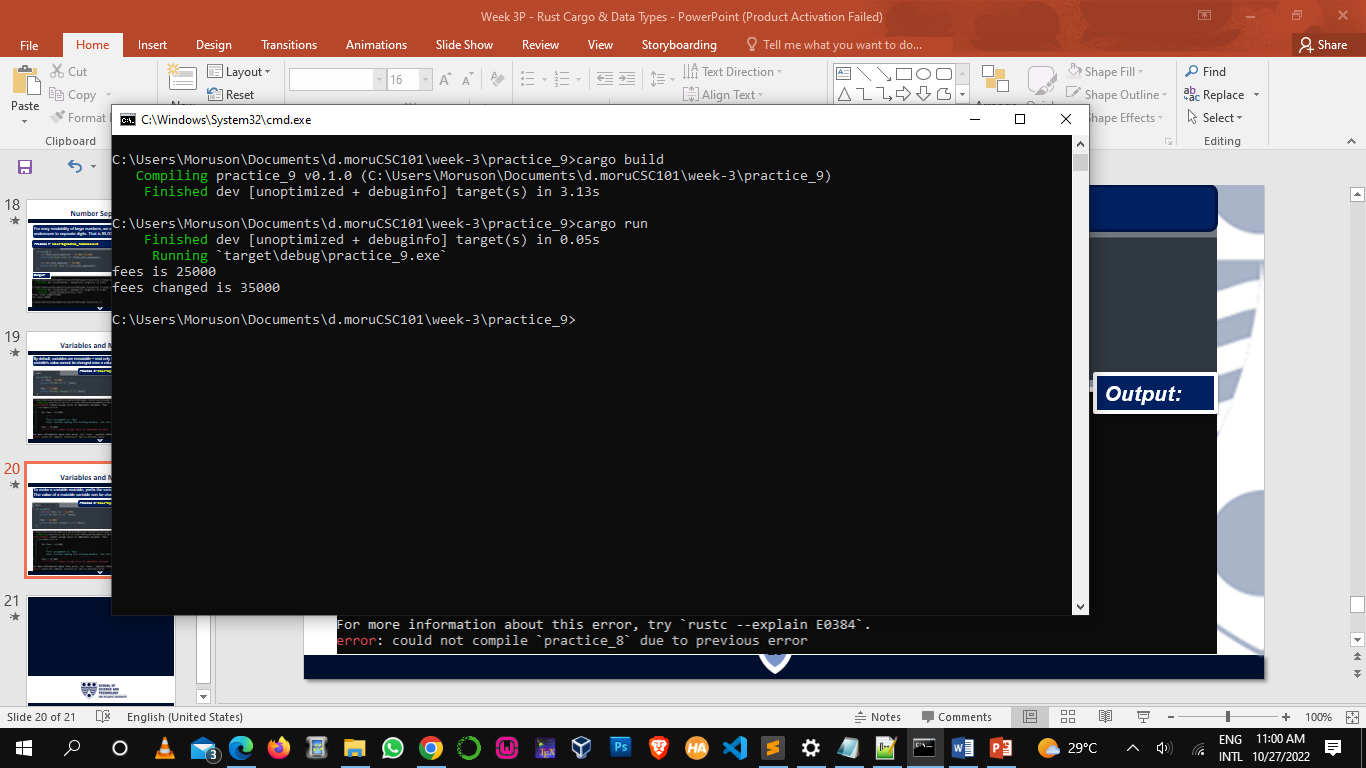 Week 3P - Rust Cargo & Data Types - PowerPoint (Product Activation Failed)
File Home Insert Design Transitions Animations Slide Show Review View Storyboarding Tell me what you want to do... Share
Cut
Copy
Format
Paste
Clipboard
Layout
Reset
16
Text Direction
Align Text
Shape Fill
Shape Outline
Shape Effects
Find
Replace
Select
Editing
C:\Windows\System32\cmd.exe
C:\Users\Moruson\Documents\d.moruCSC101\week-3\practice_9>cargo build
Compiling practice_9 v0.1.0 (C:\Users\Moruson\Documents\d.moruCSC101\week-3\practice_9)
Finished dev [unoptimized + debuginfo] target(s) in 3.13s
C:\Users\Moruson\Documents\d.moruCSC101\week-3\practice_9>cargo run
Finished dev [unoptimized + debuginfo] target(s) in 0.05s
Running `target\debug\practice_9.exe`
fees is 25000
fees changed is 35000
C:\Users\Moruson\Documents\d.moruCSC101\week-3\practice_9>
18
Number Sep
19
Variables and M
20
Variables and M
21
Output:
For more information about this error, try `rustc --explain E0384`.
error: could not compile `practice_8` due to previous error
Slide 20 of 21 English (United States) Notes Comments 100%
3
29°C
ENG
INTL
11:00 AM
10/27/2022